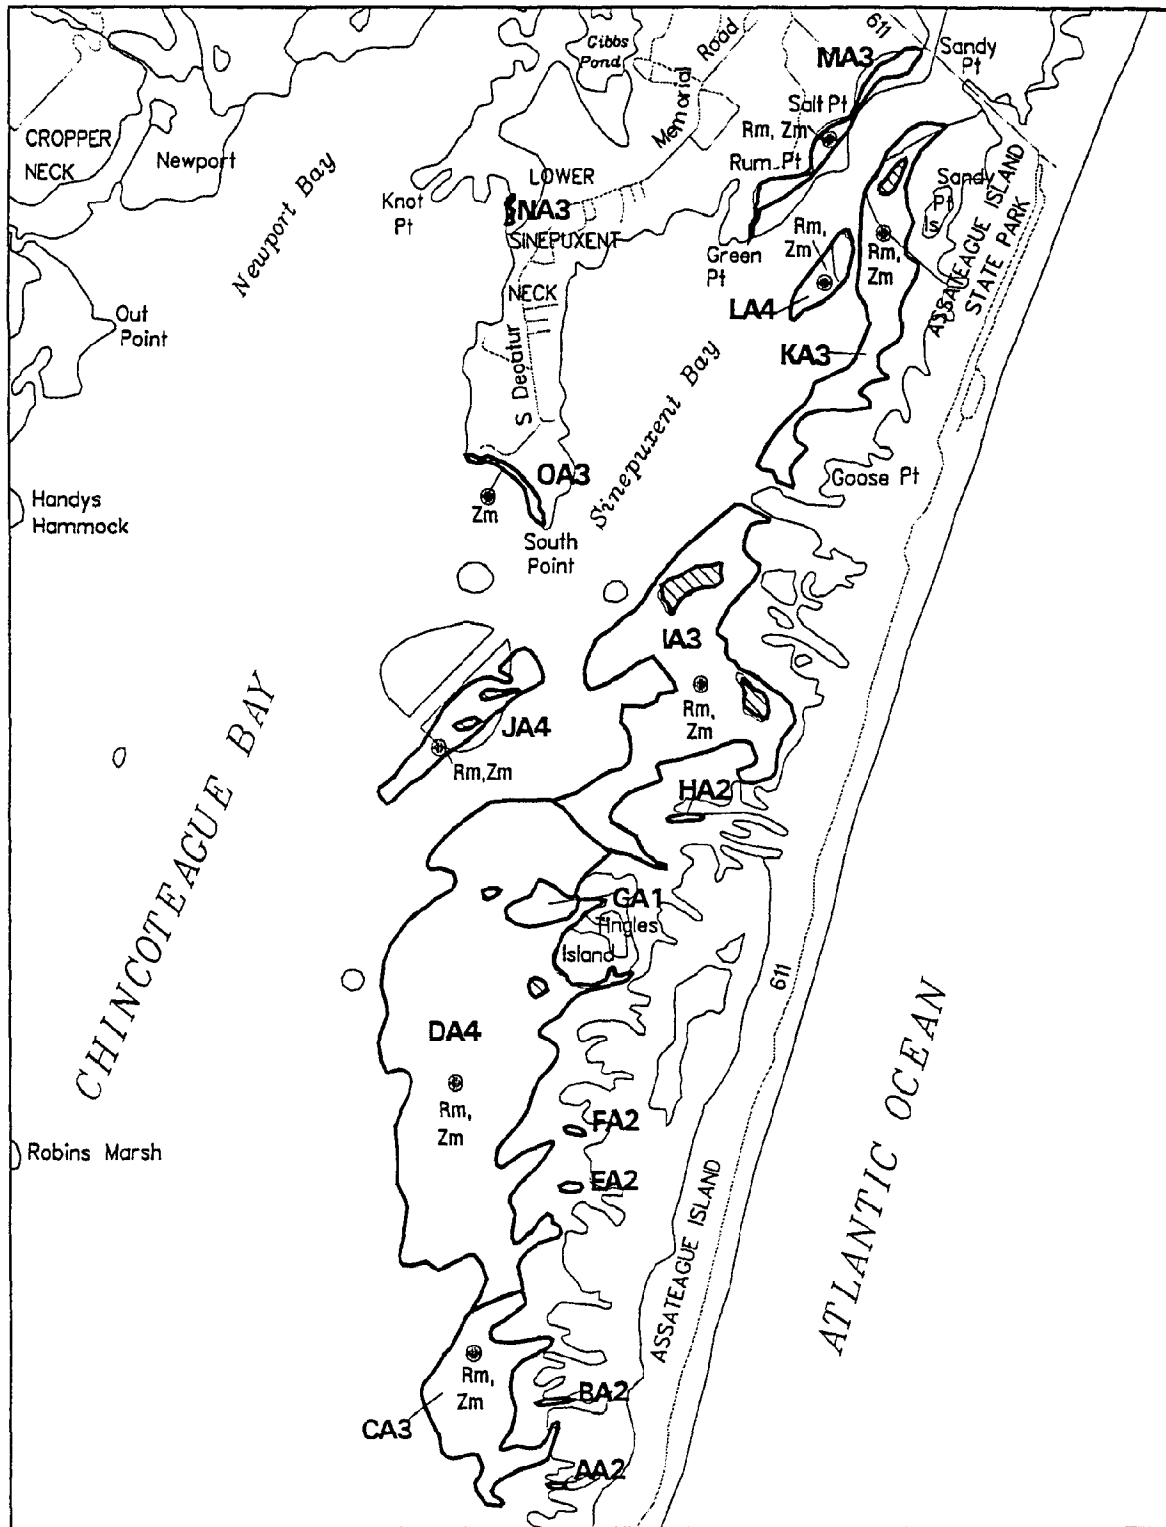 611
MA3
Sandy
Pt
Gibbs
Pond
Road
Memorial
Salt Pt
Rm, Zm
Rum Pt
CROPPER
NECK
Newport
Newport Bay
Knot
Pt
LOWER
NA3
SINEPUXENT
NECK
Sandy
Pt
Is
ASSATEAGUE ISLAND
STATE PARK
Rm,
Zm
Green
Pt
Rm,
Zm
LA4
KA3
Out
Point
Sinepuxent Bay
OA3
Zm
South
Point
Goose Pt
Handys
Hammock
IA3
Rm,
Zm
JA4
Rm,Zm
HA2
CHINCOTEAGUE BAY
GA1
Tingles
Island
611
DA4
Rm,
Zm
ATLANTIC OCEAN
FA2
Robins Marsh
EA2
ASSATEAGUE ISLAND
Rm,
Zm
BA2
CA3
AA2